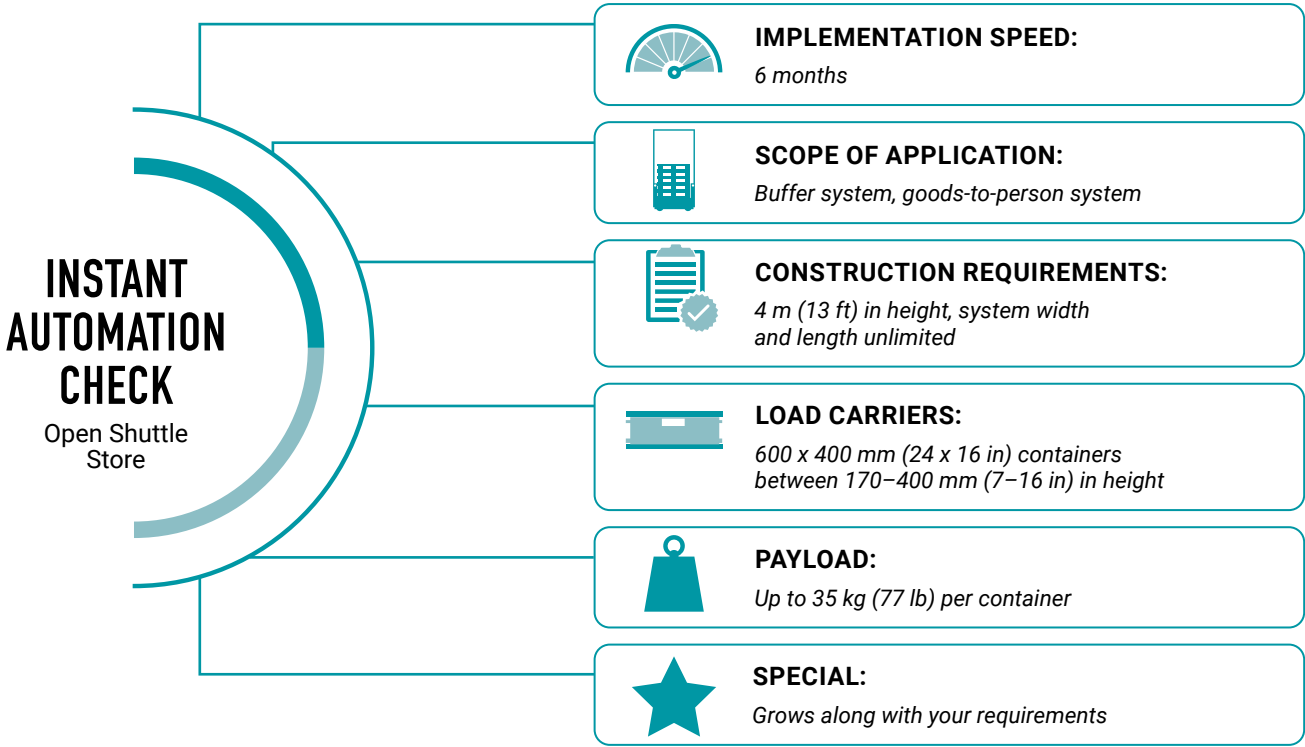 INSTANT
AUTOMATION
CHECK
Open Shuttle
Store
IMPLEMENTATION SPEED:
6 months
SCOPE OF APPLICATION:
Buffer system, goods-to-person system
CONSTRUCTION REQUIREMENTS:
4 m (13 ft) in height, system width
and length unlimited
LOAD CARRIERS:
600 x 400 mm (24 x 16 in) containers
between 170–400 mm (7–16 in) in height
PAYLOAD:
Up to 35 kg (77 lb) per container
SPECIAL:
Grows along with your requirements